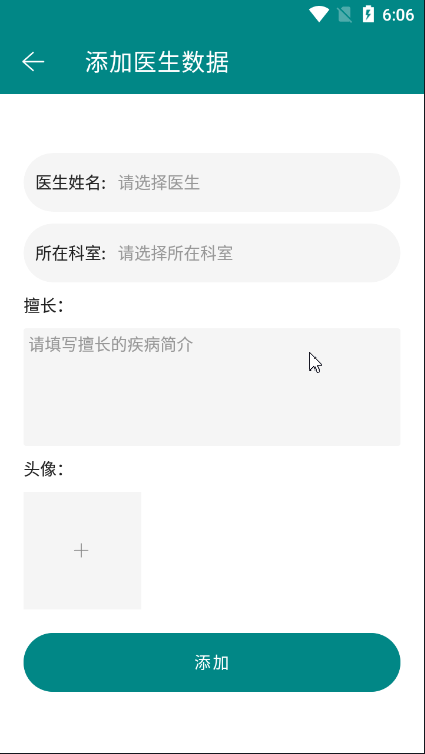 6:06
添加医生数据
医生姓名: 请选择医生
所在科室: 请选择所在科室
擅长:
请填写擅长的疾病简介
头像:
添加